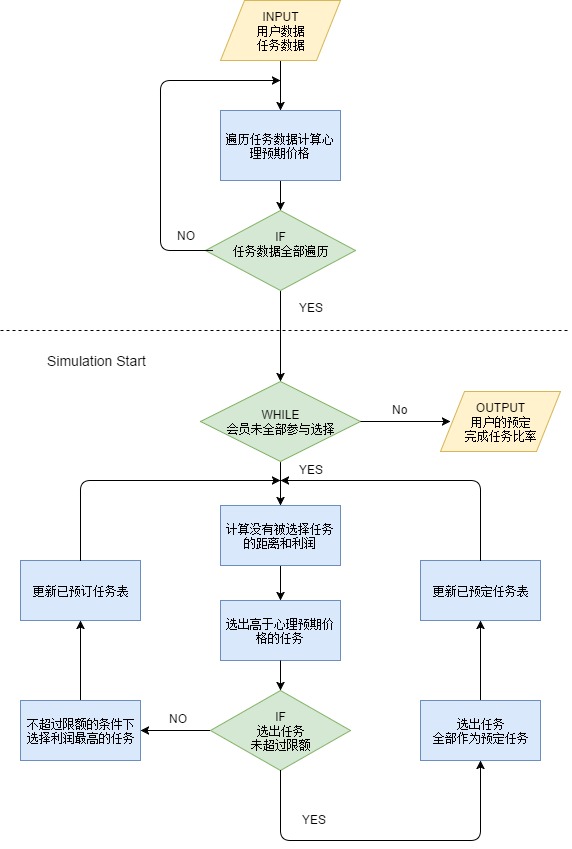 INPUT
用户数据
任务数据
遍历任务数据计算心
理预期价格
IF
任务数据全部遍历
NO
YES
Simulation Start
WHILE
会员未全部参与选择
No
OUTPUT
用户的预定
完成任务比率
YES
计算没有被选择任务
的距离和利润
更新已预订任务表
更新已预定任务表
选出高于心理预期价
格的任务
不超过限额的条件下
选择利润最高的任务
NO
IF
选出任务
未超过限额
选出任务
全部作为预定任务
YES